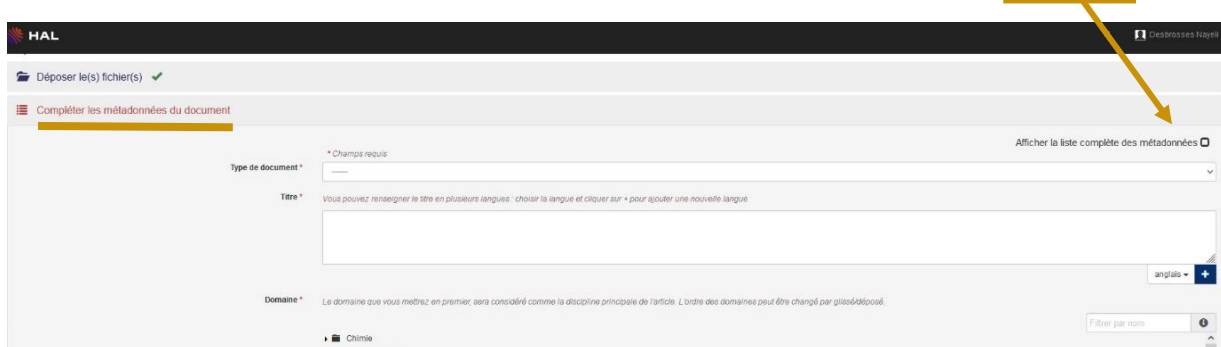 HAL
Desbrosses Nayeli
Déposer le(s) fichier(s)
Compléter les métadonnées du document
Afficher la liste complète des métadonnées
* Champs requis
Type de document *
-----
Titre *
Vous pouvez renseigner le titre en plusieurs langues : choisir la langue et cliquer sur + pour ajouter une nouvelle langue
anglais
+
Domaine *
Le domaine que vous mettrez en premier, sera considéré comme la discipline principale de l'article. L'ordre des domaines peut être changé par glissé/déposé.
Filtrer par nom
Chimie